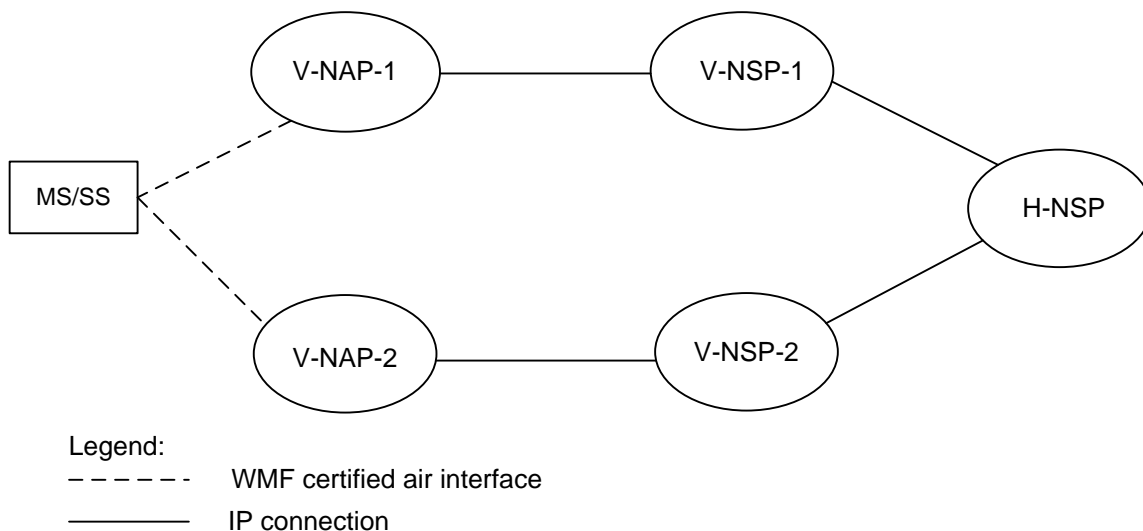 V-NAP-1
V-NSP-1
MS/SS
H-NSP
V-NAP-2
V-NSP-2
Legend:
WMF certified air interface
IP connection